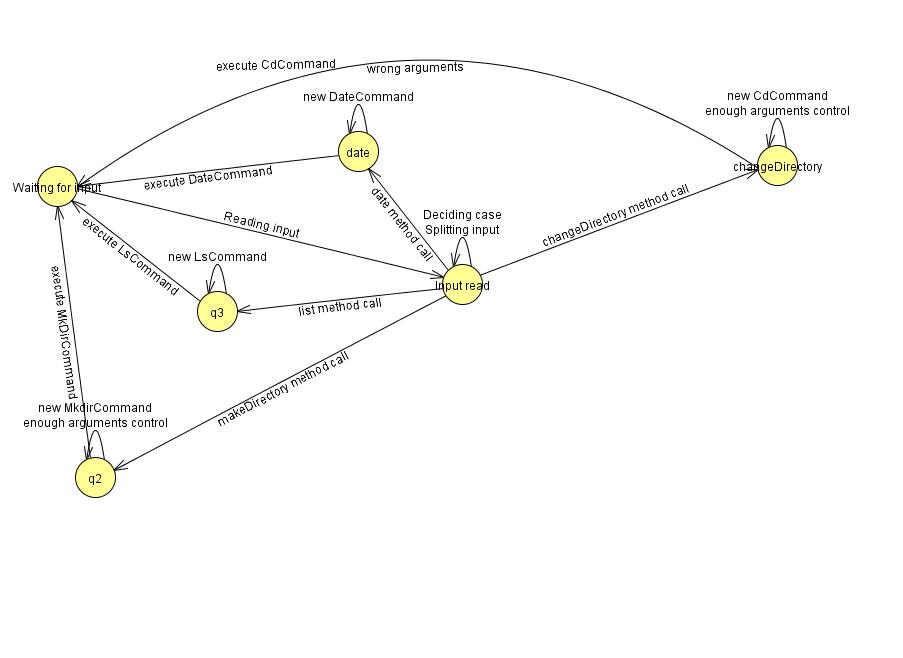 execute CdCommand
wrong arguments
new DateCommand
new CdCommand
enough arguments control
date
changeDirectory
execute DateCommand
Waiting for input
date method call
changeDirectory method call
Reading input
Deciding case
Splitting input
execute LsCommand
new LsCommand
Input read
list method call
q3
execute MkDirCommand
makeDirectory method call
new MkdirCommand
enough arguments control
q2